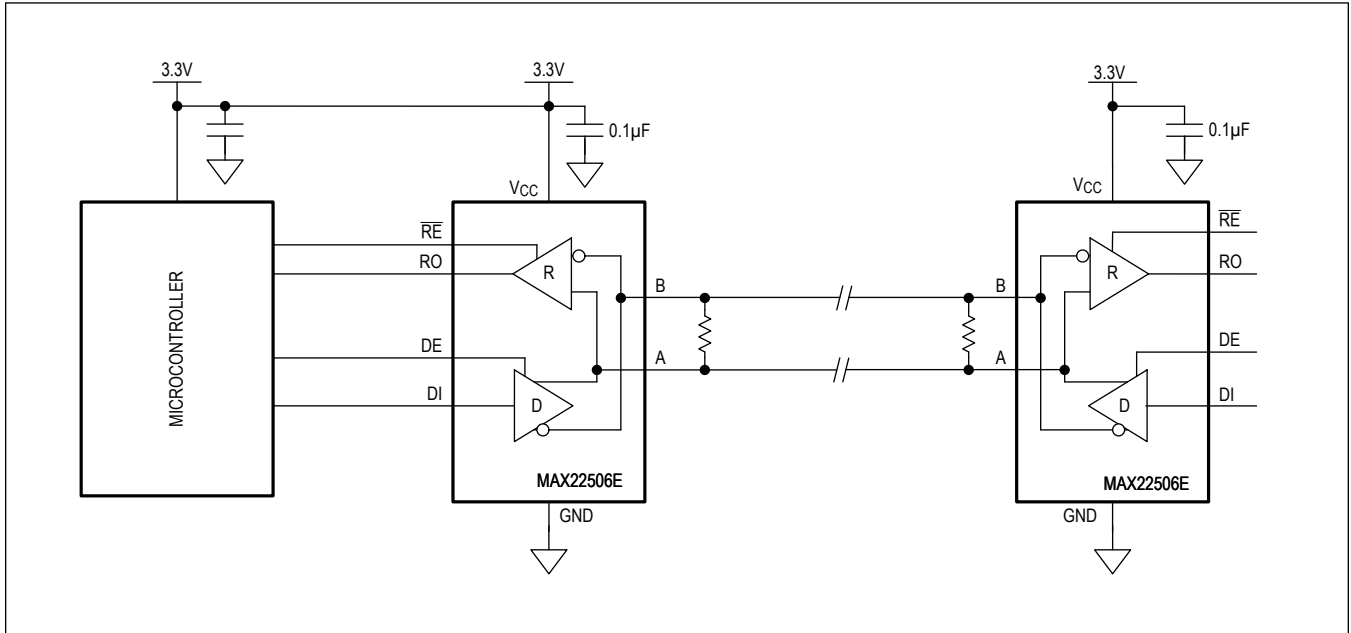 3.3V
3.3V
3.3V
0.1µF
0.1µF
VCC
VCC
MICROCONTROLLER
RE
RO
DE
DI
R
D
B
A
B
A
R
D
RE
RO
DE
DI
MAX22506E
MAX22506E
GND
GND